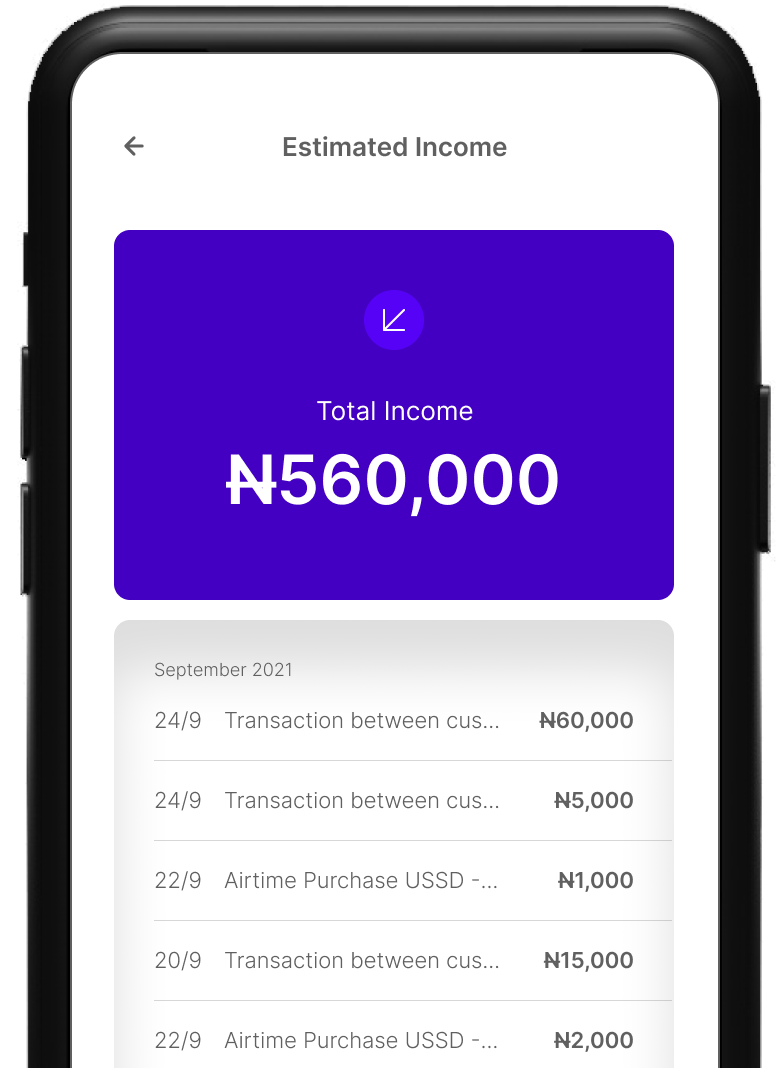 Estimated Income
Total Income
₦560,000
September 2021
24/9 Transaction between cus... ₦60,000
24/9 Transaction between cus... ₦5,000
22/9 Airtime Purchase USSD -... ₦1,000
20/9 Transaction between cus... ₦15,000
22/9 Airtime Purchase USSD -... ₦2,000